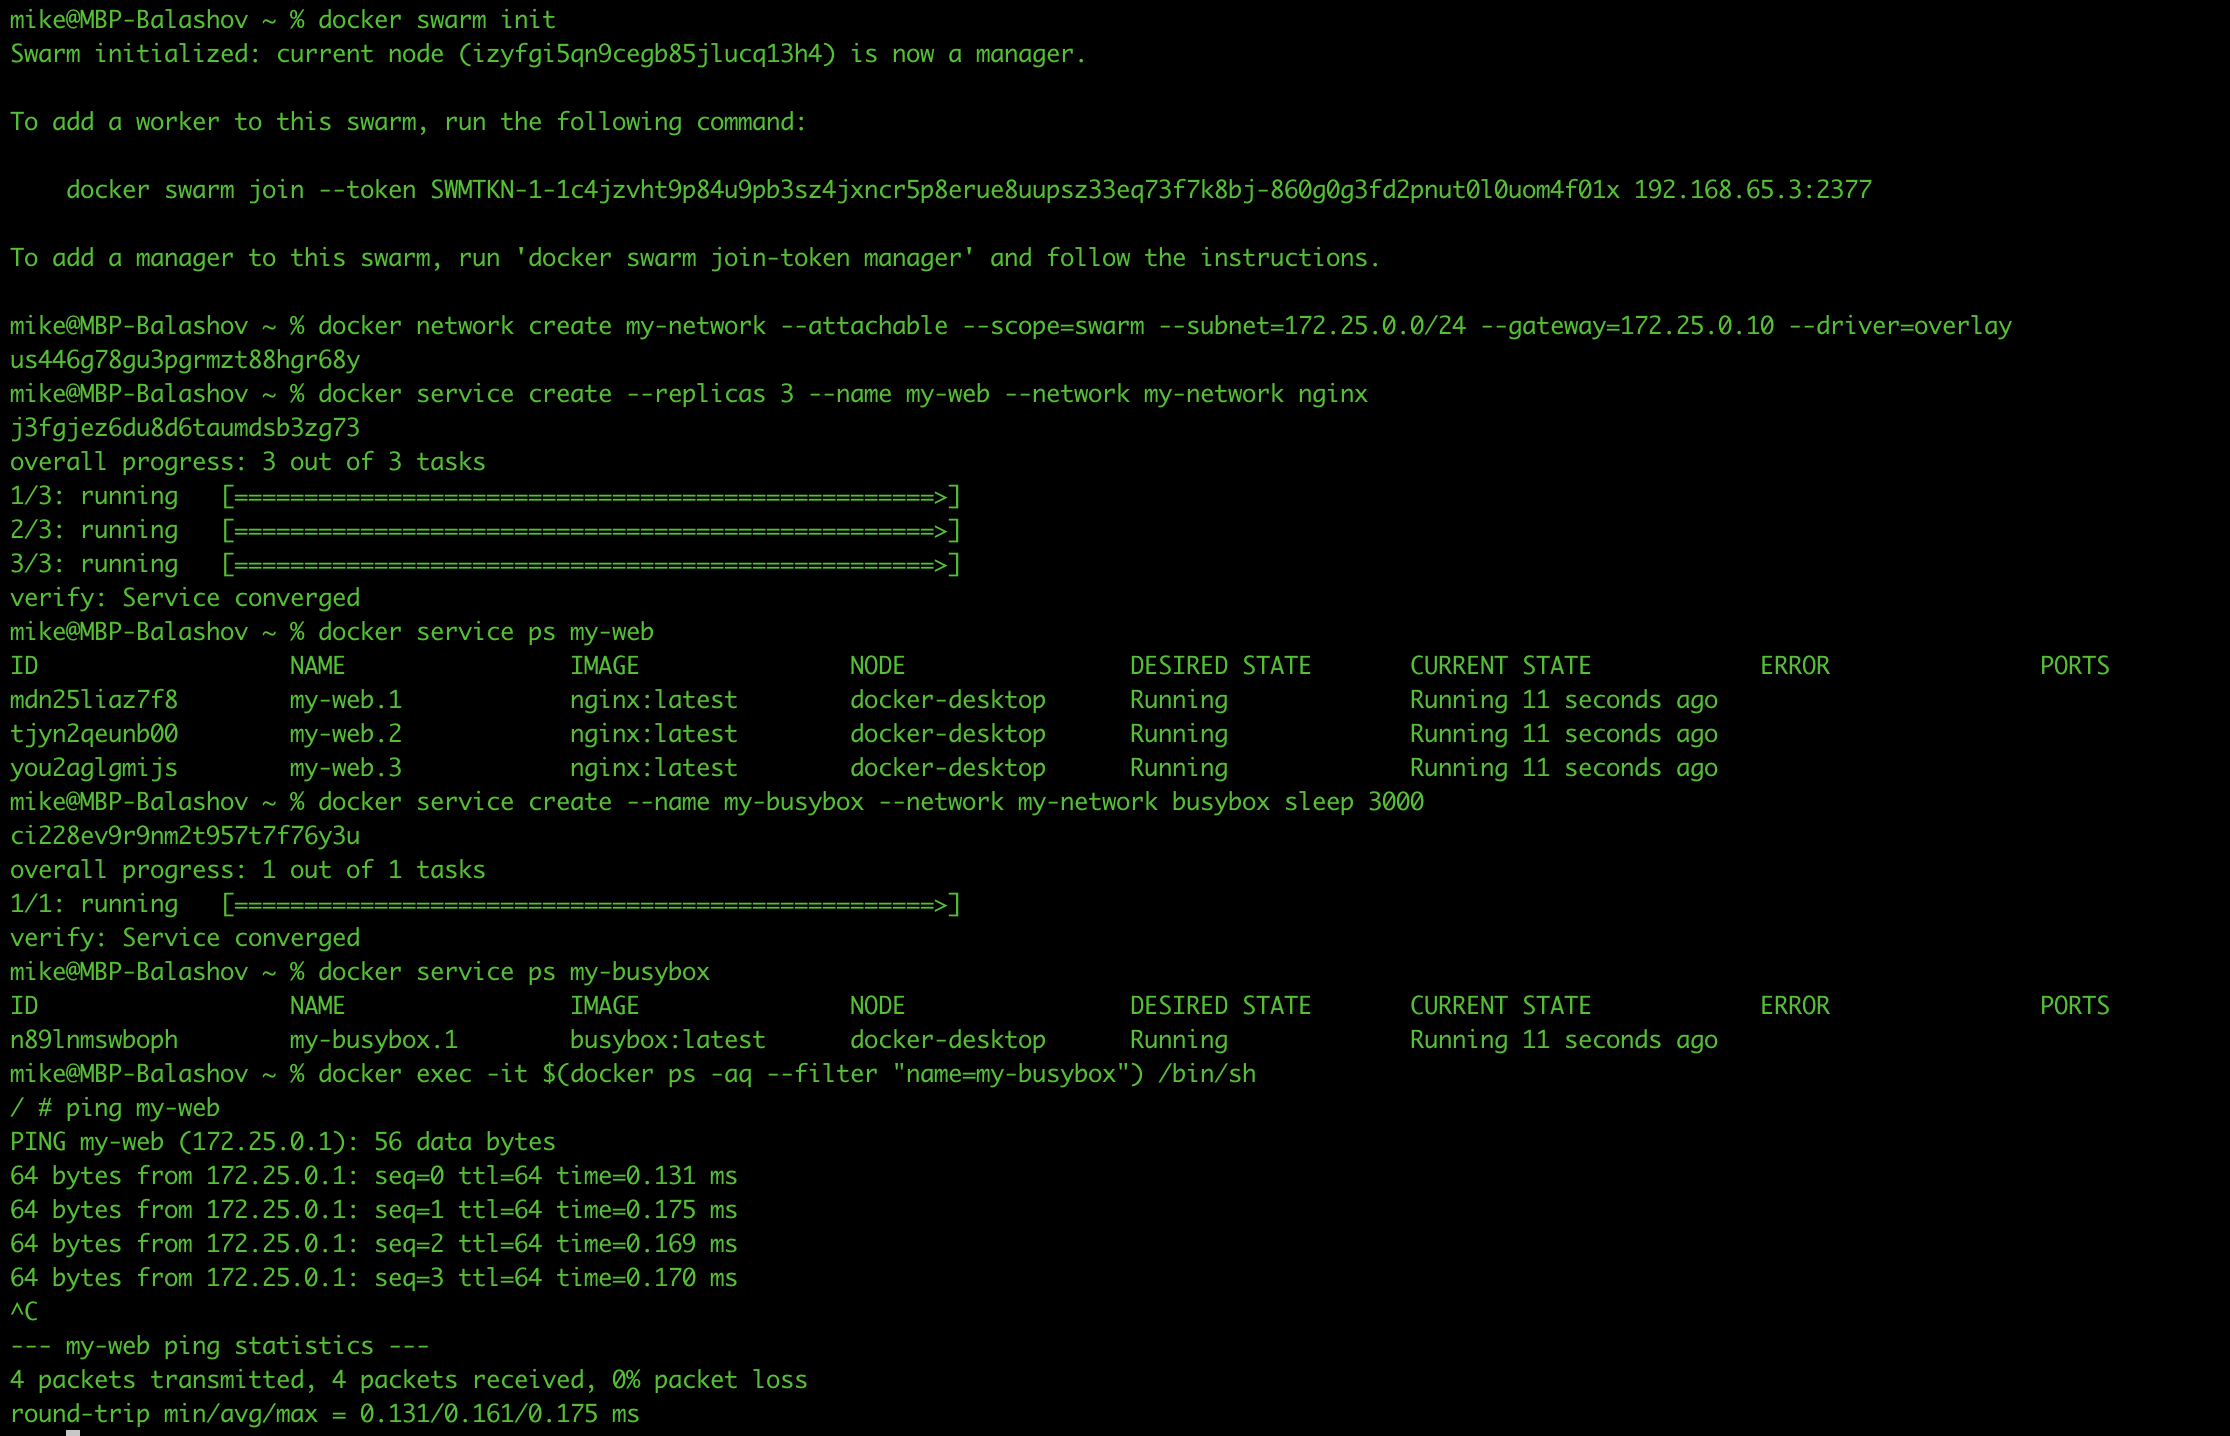 mike@MBP-Balashov ~ % docker swarm init
Swarm initialized: current node (izyfgi5qn9cegb85jlucq13h4) is now a manager.
To add a worker to this swarm, run the following command:
docker swarm join --token SWMTKN-1-1c4jzvht9p84u9pb3sz4jxncr5p8erue8uupsz33eq73f7k8bj-860g0g3fd2pnut0l0uom4f01x 192.168.65.3:2377
To add a manager to this swarm, run 'docker swarm join-token manager' and follow the instructions.
mike@MBP-Balashov ~ % docker network create my-network --attachable --scope=swarm --subnet=172.25.0.0/24 --gateway=172.25.0.10 --driver=overlay
us446g78gu3pgrmzt88hgr68y
mike@MBP-Balashov ~ % docker service create --replicas 3 --name my-web --network my-network nginx
j3fgjez6du8d6taumdsb3zg73
overall progress: 3 out of 3 tasks
1/3: running   [==================================================>]
2/3: running   [==================================================>]
3/3: running   [==================================================>]
verify: Service converged
mike@MBP-Balashov ~ % docker service ps my-web
ID                  NAME                IMAGE               NODE                DESIRED STATE       CURRENT STATE            ERROR               PORTS
mdn25liaz7f8        my-web.1            nginx:latest        docker-desktop      Running             Running 11 seconds ago
tjyn2qeunb00        my-web.2            nginx:latest        docker-desktop      Running             Running 11 seconds ago
you2aglgmijs        my-web.3            nginx:latest        docker-desktop      Running             Running 11 seconds ago
mike@MBP-Balashov ~ % docker service create --name my-busybox --network my-network busybox sleep 3000
ci228ev9r9nm2t957t7f76y3u
overall progress: 1 out of 1 tasks
1/1: running   [==================================================>]
verify: Service converged
mike@MBP-Balashov ~ % docker service ps my-busybox
ID                  NAME                IMAGE               NODE                DESIRED STATE       CURRENT STATE            ERROR               PORTS
n89lnmswboph        my-busybox.1        busybox:latest      docker-desktop      Running             Running 11 seconds ago
mike@MBP-Balashov ~ % docker exec -it $(docker ps -aq --filter "name=my-busybox") /bin/sh
/ # ping my-web
PING my-web (172.25.0.1): 56 data bytes
64 bytes from 172.25.0.1: seq=0 ttl=64 time=0.131 ms
64 bytes from 172.25.0.1: seq=1 ttl=64 time=0.175 ms
64 bytes from 172.25.0.1: seq=2 ttl=64 time=0.169 ms
64 bytes from 172.25.0.1: seq=3 ttl=64 time=0.170 ms
^C
--- my-web ping statistics ---
4 packets transmitted, 4 packets received, 0% packet loss
round-trip min/avg/max = 0.131/0.161/0.175 ms